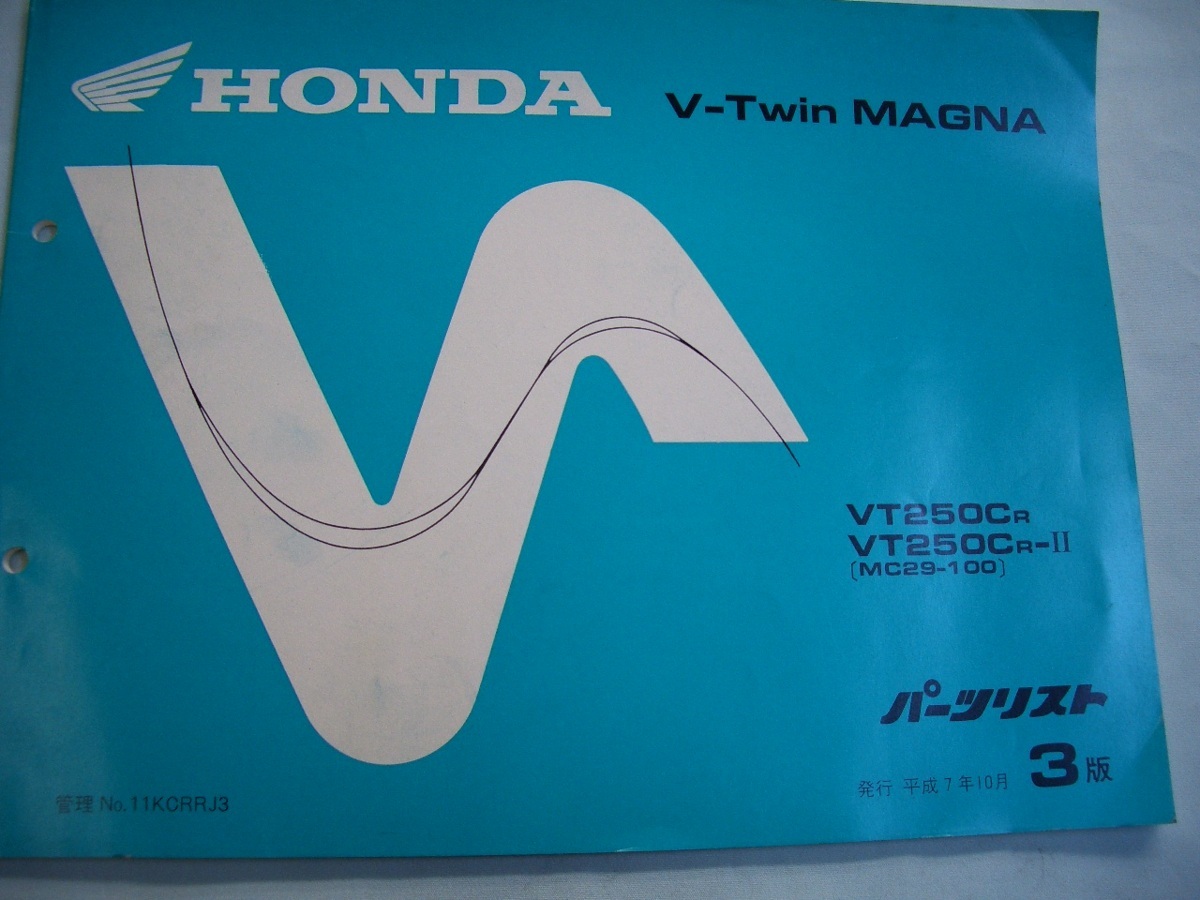 HONDA
V-Twin MAGNA
VT250CR
VT250CR-II
(MC29-100)
パーツリスト
3版
発行 平成7年10月
管理 No.11KCRRJ3